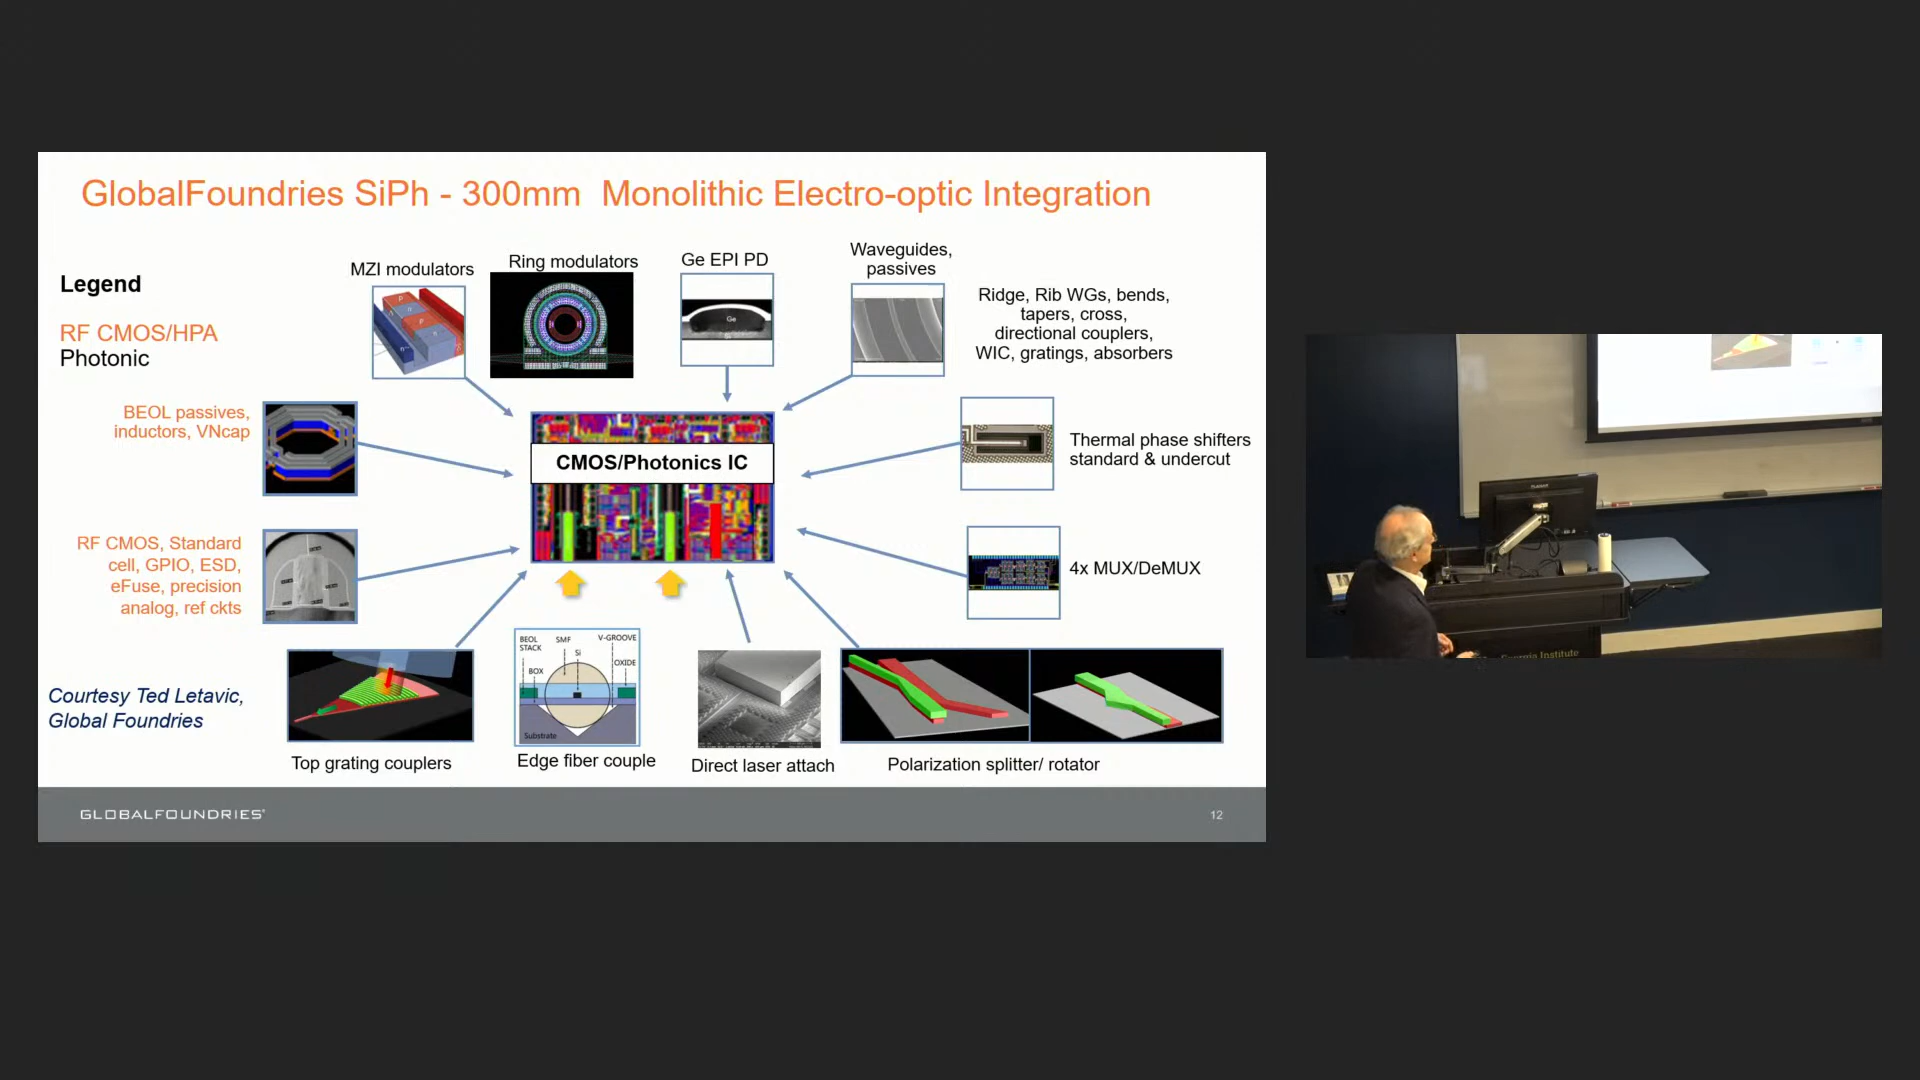 GlobalFoundries SiPh - 300mm Monolithic Electro-optic Integration
Legend
RF CMOS/HPA
Photonic
MZI modulators
Ring modulators
Ge EPI PD
Ge
Waveguides,
passives
Ridge, Rib WGs, bends,
tapers, cross,
directional couplers,
WIC, gratings, absorbers
BEOL passives,
inductors, VNcap
CMOS/Photonics IC
Thermal phase shifters
standard & undercut
RF CMOS, Standard
cell, GPIO, ESD,
eFuse, precision
analog, ref ckts
4x MUX/DeMUX
BEOL
STACK
SMF
V-GROOVE
Si
BOX
OXIDE
Substrate
Courtesy Ted Letavic,
Global Foundries
Top grating couplers
Edge fiber couple
Direct laser attach
Polarization splitter/ rotator
GLOBALFOUNDRIES
12
Georgia Institute